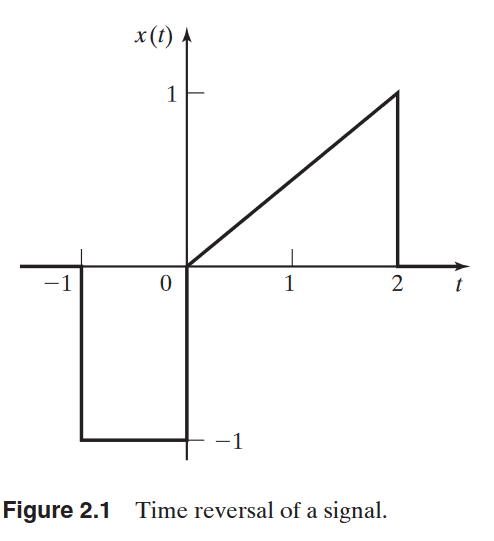 x(t)
1
−1 0 1 2 t
−1
Figure 2.1 Time reversal of a signal.